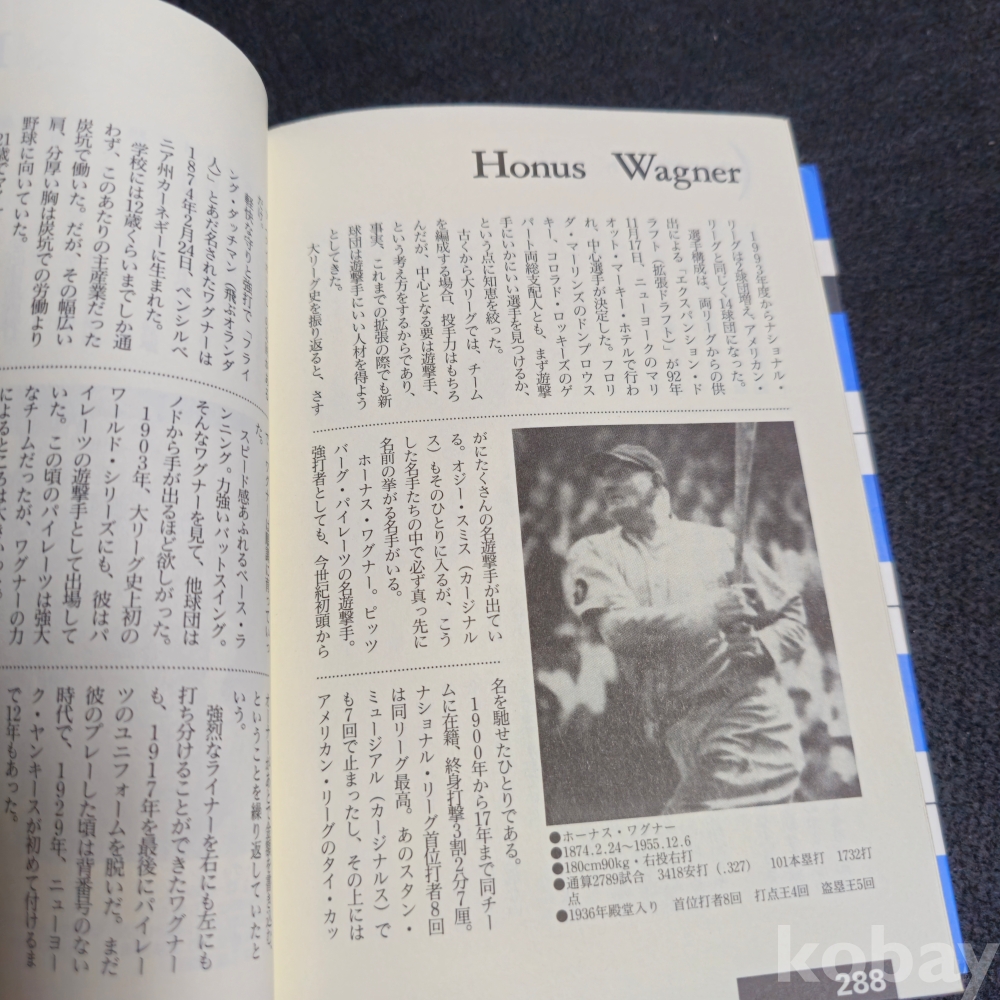 Honus Wagner
1993年度からナショナル・
リーグは2球団増え、アメリカン・
リーグと同じく14球団になった。
選手構成は、両リーグからの供
出による「エクスパンション・ド
ラフト」（拡張ドラフト）が92年
11月17日、ニューヨークのマリ
オット・マーキー・ホテルで行わ
れ、中心選手が決定した。フロリ
ダ・マーリンズのドンブロウス
キー、コロラド・ロッキーズのゲ
パート両総支配人とも、まず遊撃
手にいかにいい選手を見つけるか、
という点に知恵を絞った。
古くから大リーグでは、チーム
を編成する場合、投手力はもちろ
んだが、中心となる要は遊撃手、
という考え方をするからであり、
事実、これまでの拡張の際でも新
球団は遊撃手にいい人材を得よう
としてきた。
大リーグ史を振り返ると、さす
がにたくさんの名遊撃手が出てい
る。オジー・スミス（カージナル
ス）もそのひとりに入るが、こう
した名手たちの中で必ず真っ先に
名前の挙がる名手がいる。
ホーナス・ワグナー。ピッツ
バーグ・パイレーツの名遊撃手。
強打者としても、今世紀初頭から
名を馳せたひとりである。
1900年から17年まで同チー
ムに在籍、終身打撃3割2分7厘。
ナショナル・リーグ首位打者8回
は同リーグ最高。あのスタン・
ミュージアル（カージナルス）で
も7回で止まったし、その上には
アメリカン・リーグのタイ・カッ
●ホーナス・ワグナー
●1874.2.24〜1955.12.6
●180cm90kg・右投右打
●通算2789試合 3418安打（.327） 101本塁打 1732打
点
●1936年殿堂入り 首位打者8回 打点王4回 盗塁王5回
288
軽快な守りと強打で「フライ
ング・ダッチマン（飛ぶオランダ
人）」とあだ名されたワグナーは
1874年2月24日、ペンシルベ
ニア州カーネギーに生まれた。
学校には12歳くらいまでしか通
わず、このあたりの主産業だった
炭坑で働いた。だが、その幅広い
肩、分厚い胸は炭坑での労働より
野球に向いていた。
た。
スピード感あふれるベース・ラ
ンニング。力強いバットスイング。
そんなワグナーを見て、他球団は
ノドから手が出るほど欲しがった。
1903年、大リーグ史上初の
ワールド・シリーズにも、彼はパ
イレーツの遊撃手として出場して
いた。この頃のパイレーツは強大
なチームだったが、ワグナーの力
ということを繰り返していたと
いう。
強烈なライナーを右にも左にも
打ち分けることができたワグナー
も、1917年を最後にパイレー
ツのユニフォームを脱いだ。まだ
彼のプレーした頃は背番号のない
時代で、1929年、ニューヨー
ク・ヤンキースが初めて付けるま
で12年もあった。
kobay